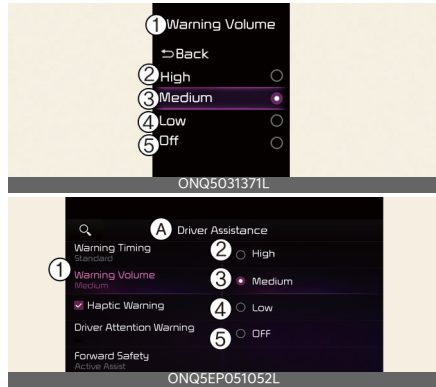 ① Warning Volume
⮌Back
② High
③ Medium
④ Low
⑤ Off
ONQ5031371L
Ⓐ Driver Assistance
Warning Timing
Standard
② High
① Warning Volume
Medium
③ Medium
Haptic Warning
④ Low
Driver Attention Warning
⑤ OFF
Forward Safety
Active Assist
ONQ5EP051052L